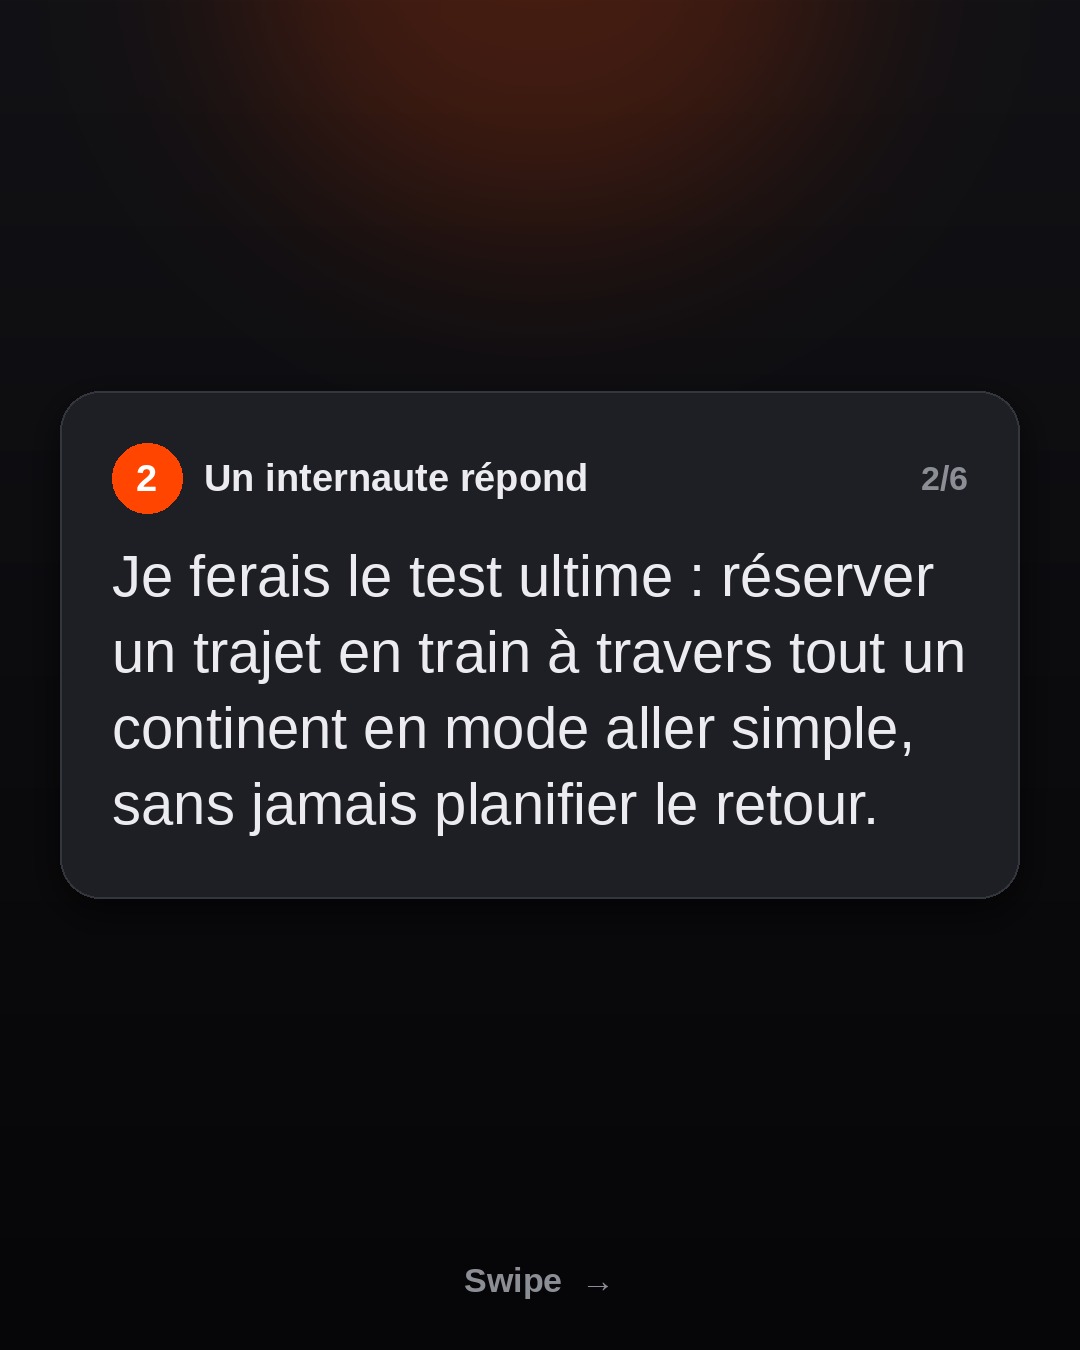 2 Un internaute répond 2/6
Je ferais le test ultime : réserver
un trajet en train à travers tout un
continent en mode aller simple,
sans jamais planifier le retour.
Swipe →